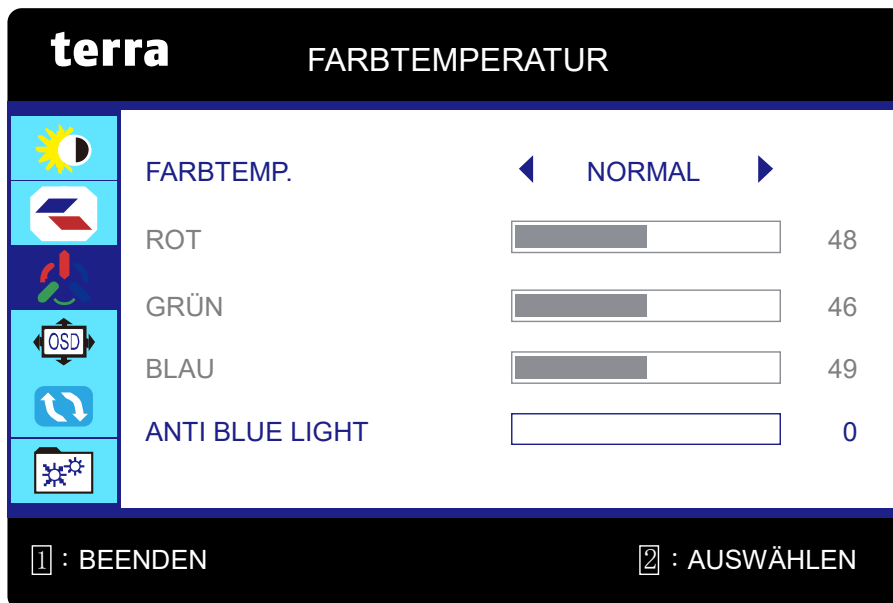 terra FARBTEMPERATUR
FARBTEMP. NORMAL
ROT 48
GRÜN 46
OSD
BLAU 49
ANTI BLUE LIGHT 0
1 : BEENDEN 2 : AUSWÄHLEN